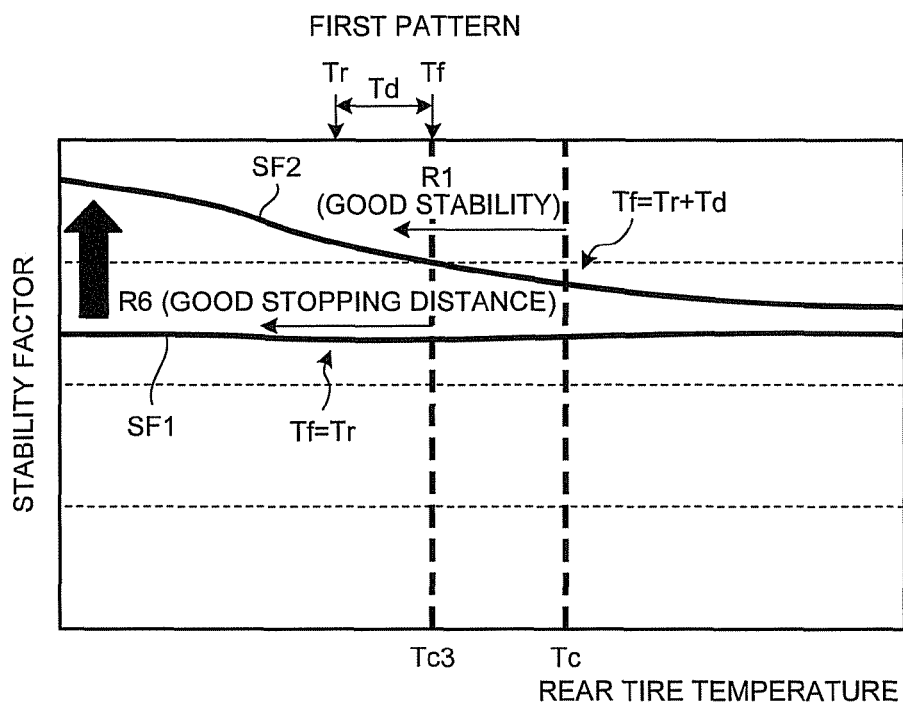 FIRST PATTERN
Tr Td Tf
SF2
R1
(GOOD STABILITY)
Tf=Tr+Td
R6 (GOOD STOPPING DISTANCE)
SF1
Tf=Tr
STABILITY FACTOR
Tc3 Tc
REAR TIRE TEMPERATURE